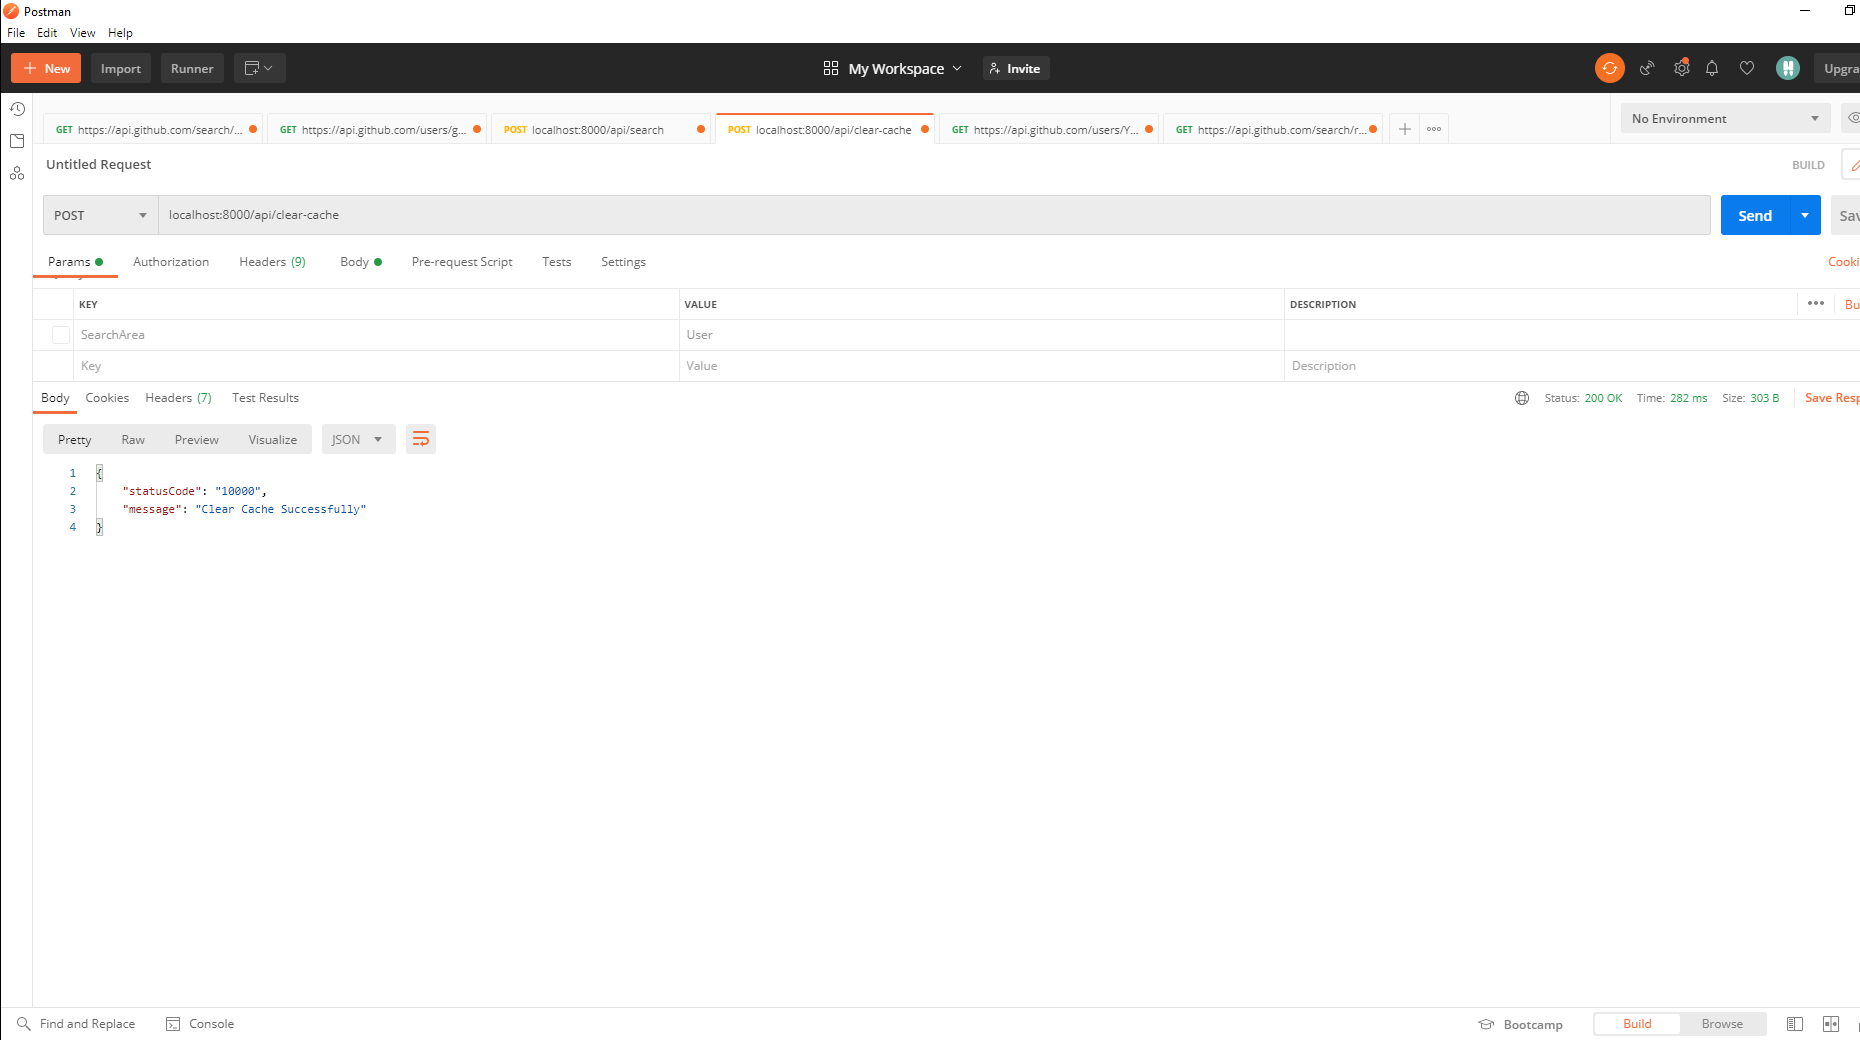 Postman
File Edit View Help
New Import Runner My Workspace Invite Upgra
GET https://api.github.com/search/... GET https://api.github.com/users/g... POST localhost:8000/api/search POST localhost:8000/api/clear-cache GET https://api.github.com/users/Y... GET https://api.github.com/search/r... No Environment
Untitled Request BUILD
POST localhost:8000/api/clear-cache Send Sav
Params Authorization Headers (9) Body Pre-request Script Tests Settings Cooki
KEY VALUE DESCRIPTION Bu
SearchArea User
Key Value Description
Body Cookies Headers (7) Test Results Status: 200 OK Time: 282 ms Size: 303 B Save Resp
Pretty Raw Preview Visualize JSON
1 {
2 "statusCode": "10000",
3 "message": "Clear Cache Successfully"
4 }
Find and Replace Console Bootcamp Build Browse